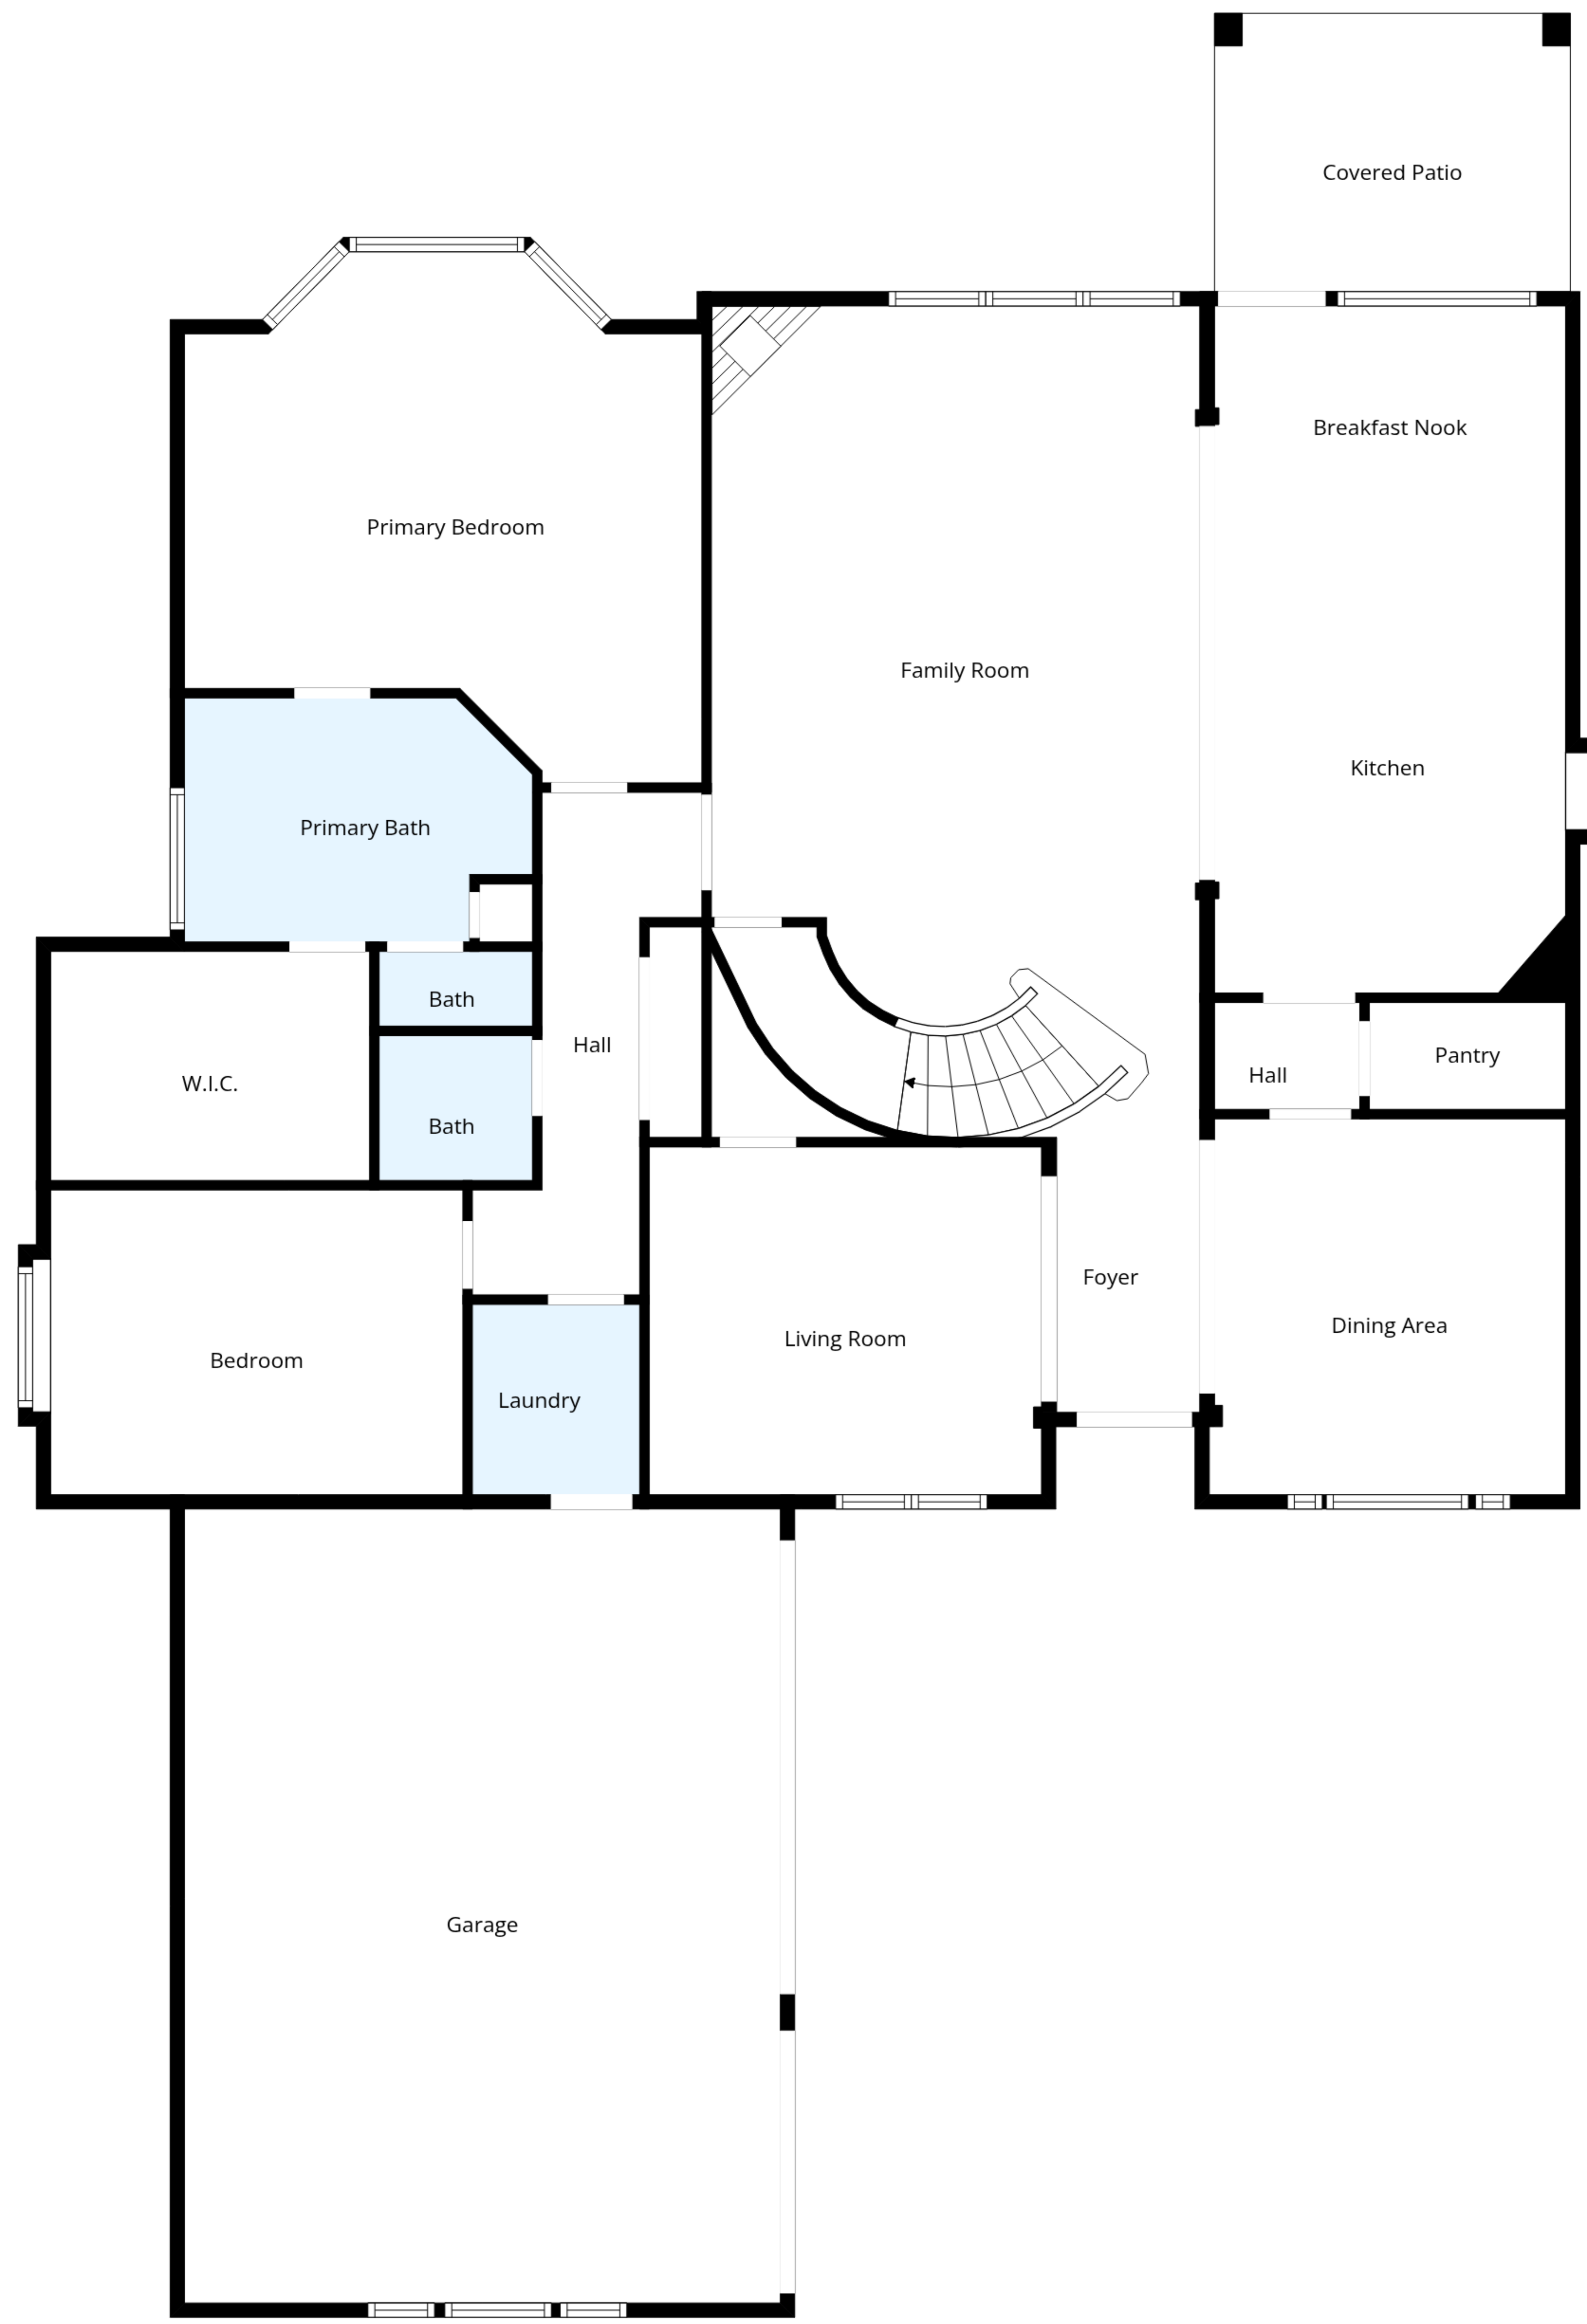 Covered Patio
Breakfast Nook
Primary Bedroom
Family Room
Kitchen
Primary Bath
Bath
Hall
Pantry
Hall
W.I.C.
Bath
Foyer
Dining Area
Living Room
Bedroom
Laundry
Garage